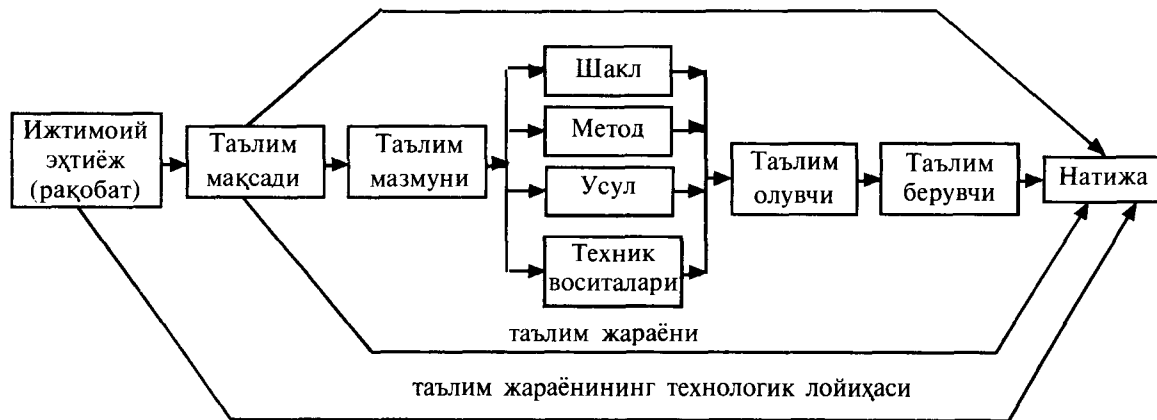 Ижтимоий
эҳтиёж
(рақобат)
Таълим
мақсади
Таълим
мазмуни
Шакл
Метод
Усул
Техник
воситалари
Таълим
олувчи
Таълим
берувчи
Натижа
таълим жараёни
таълим жараёнининг технологик лойиҳаси